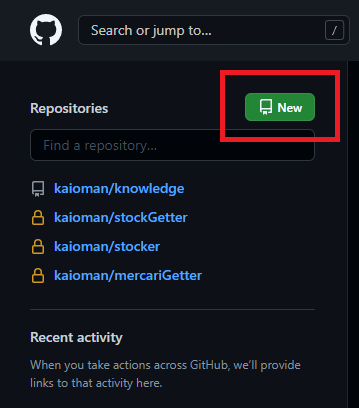 Search or jump to...
/
Repositories
New
Find a repository...
kaioman/knowledge
kaioman/stockGetter
kaioman/stocker
kaioman/mercariGetter
Recent activity
When you take actions across GitHub, we'll provide
links to that activity here.